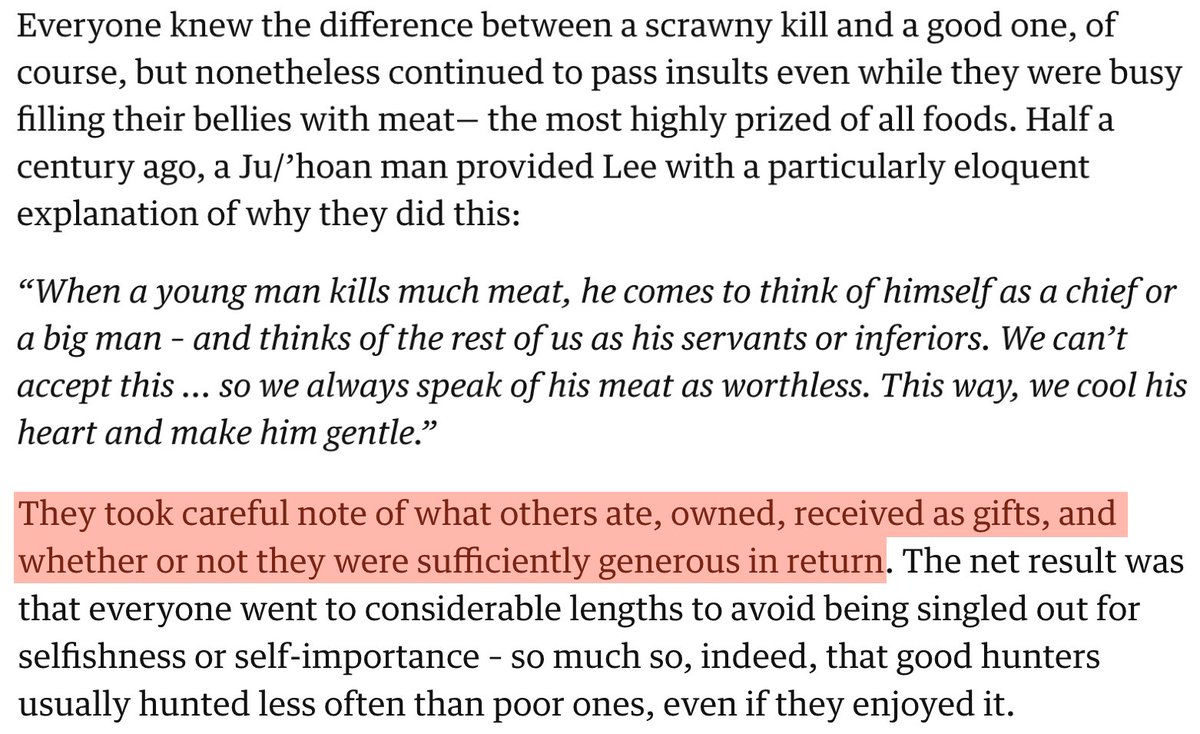 Everyone knew the difference between a scrawny kill and a good one, of
course, but nonetheless continued to pass insults even while they were busy
filling their bellies with meat— the most highly prized of all foods. Half a
century ago, a Ju/’hoan man provided Lee with a particularly eloquent
explanation of why they did this:
“When a young man kills much meat, he comes to think of himself as a chief or
a big man – and thinks of the rest of us as his servants or inferiors. We can’t
accept this … so we always speak of his meat as worthless. This way, we cool his
heart and make him gentle.”
They took careful note of what others ate, owned, received as gifts, and
whether or not they were sufficiently generous in return. The net result was
that everyone went to considerable lengths to avoid being singled out for
selfishness or self-importance – so much so, indeed, that good hunters
usually hunted less often than poor ones, even if they enjoyed it.